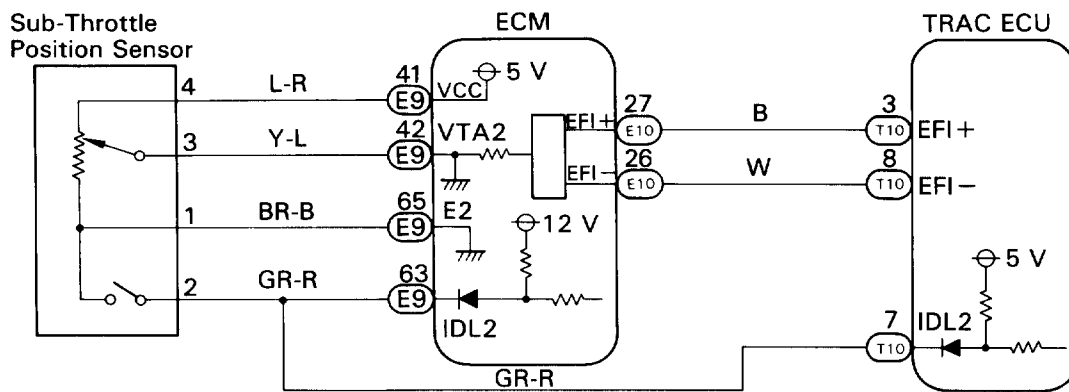 Sub-Throttle
Position Sensor
ECM
TRAC ECU
4
L-R
41
E9
VCC
5 V
3
Y-L
42
E9
VTA2
EFI+
27
E10
B
3
T10
EFI+
EFI-
26
E10
W
8
T10
EFI-
1
BR-B
65
E9
E2
12 V
2
GR-R
63
E9
IDL2
5 V
7
T10
IDL2
GR-R